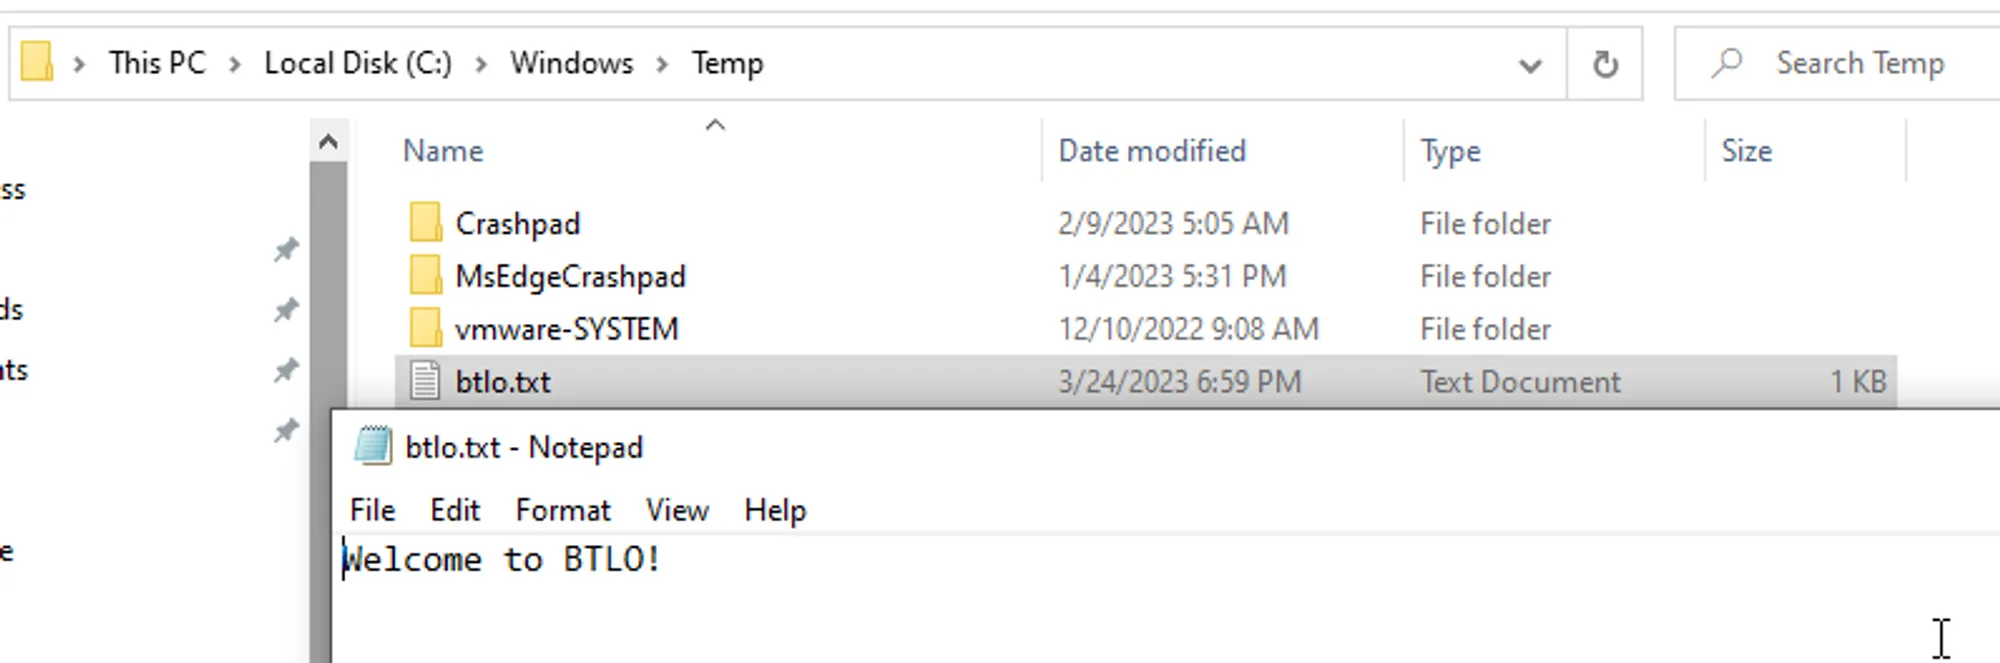 This PC > Local Disk (C:) > Windows > Temp
Search Temp
Name Date modified Type Size
Crashpad 2/9/2023 5:05 AM File folder
MsEdgeCrashpad 1/4/2023 5:31 PM File folder
vmware-SYSTEM 12/10/2022 9:08 AM File folder
btlo.txt 3/24/2023 6:59 PM Text Document 1 KB
ss
ds
nts
e
btlo.txt - Notepad
File Edit Format View Help
Welcome to BTLO!